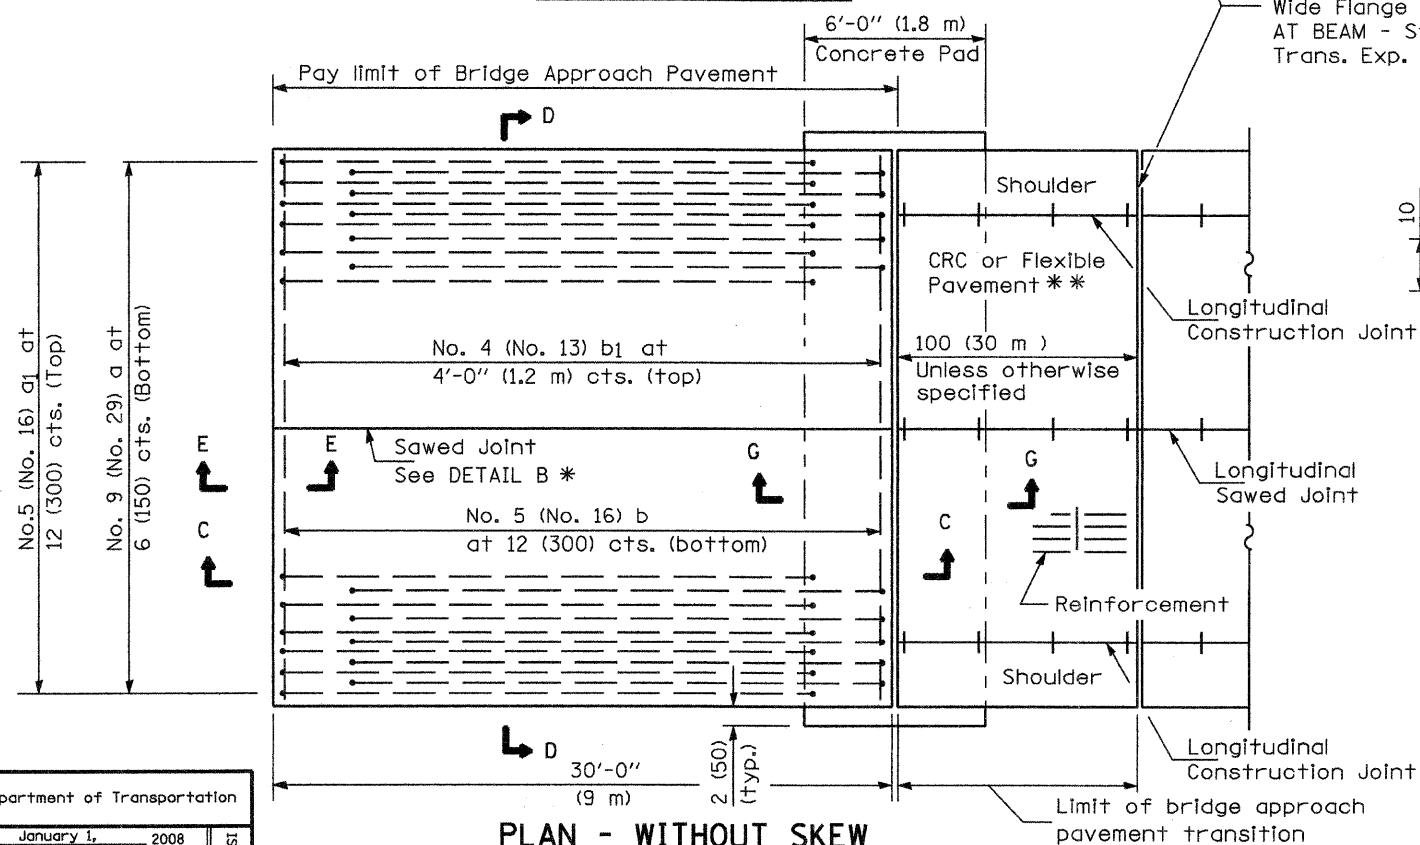 Wide Flange
AT BEAM - S
Trans. Exp.
6'-0" (1.8 m)
Concrete Pad
Pay limit of Bridge Approach Pavement
D
Shoulder
10
CRC or Flexible
Pavement * *
Longitudinal
Construction Joint
No. 4 (No. 13) b1 at
4'-0" (1.2 m) cts. (top)
100 (30 m )
Unless otherwise
specified
No.5 (No. 16) a1 at
12 (300) cts. (Top)
No. 9 (No. 29) a at
6 (150) cts. (Bottom)
E
E
Sawed Joint
See DETAIL B *
G
G
Longitudinal
Sawed Joint
C
No. 5 (No. 16) b
at 12 (300) cts. (bottom)
C
Reinforcement
Shoulder
D
30'-0"
(9 m)
2 (50)
(typ.)
Longitudinal
Construction Joint
Limit of bridge approach
pavement transition
partment of Transportation
January 1, 2008
IS
PLAN - WITHOUT SKEW